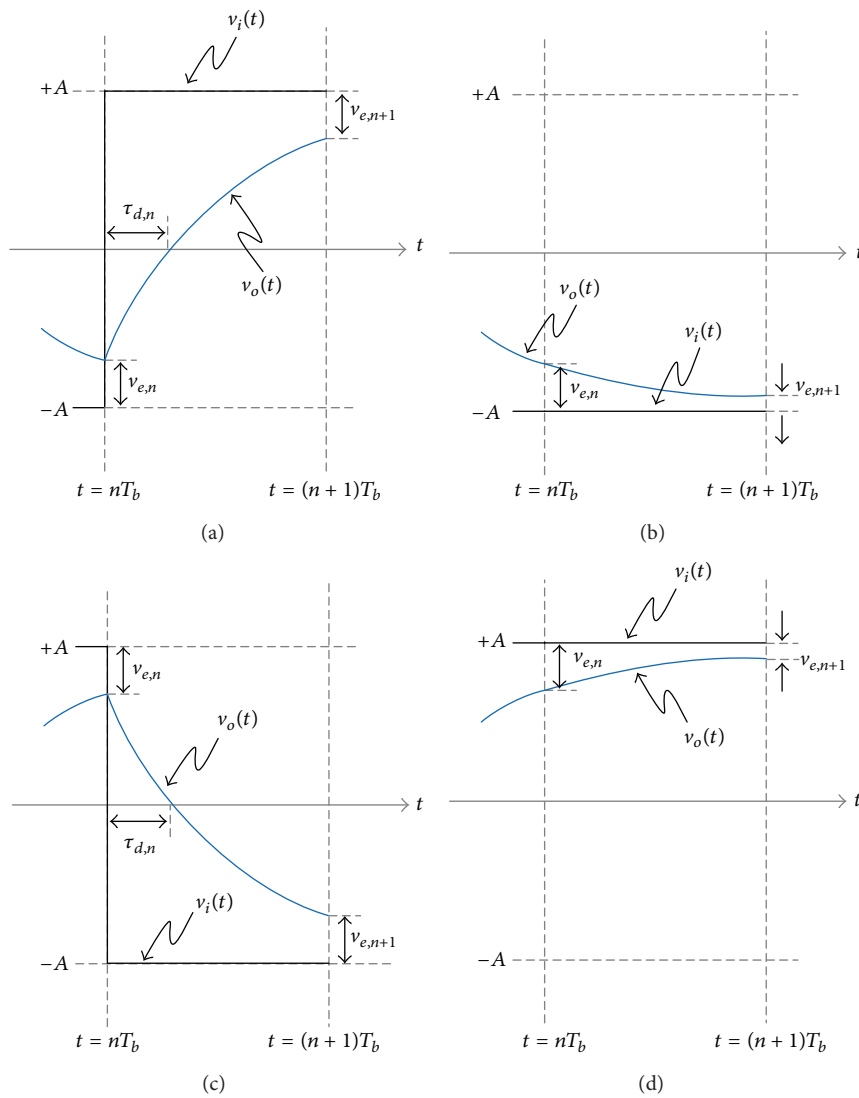 v_i(t)
+A
v_{e,n+1}
τ_{d,n}
t
v_o(t)
v_{e,n}
−A
t = nT_b
t = (n + 1)T_b
(a)
+A
t
v_o(t)
v_i(t)
v_{e,n}
v_{e,n+1}
−A
t = nT_b
t = (n + 1)T_b
(b)
+A
v_{e,n}
v_o(t)
t
τ_{d,n}
v_i(t)
v_{e,n+1}
−A
t = nT_b
t = (n + 1)T_b
(c)
v_i(t)
+A
v_{e,n}
v_{e,n+1}
v_o(t)
t
−A
t = nT_b
t = (n + 1)T_b
(d)